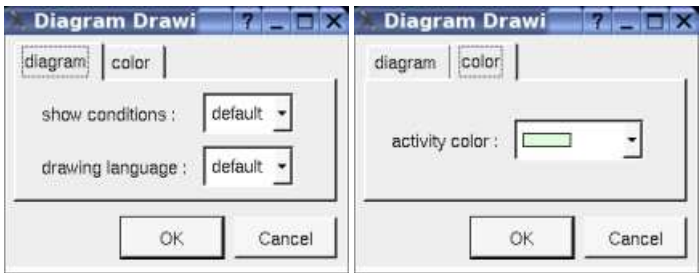 Diagram Drawi ? _
diagram color
show conditions : default
drawing language : default
OK Cancel
Diagram Drawi ? _
diagram color
activity color :
OK Cancel